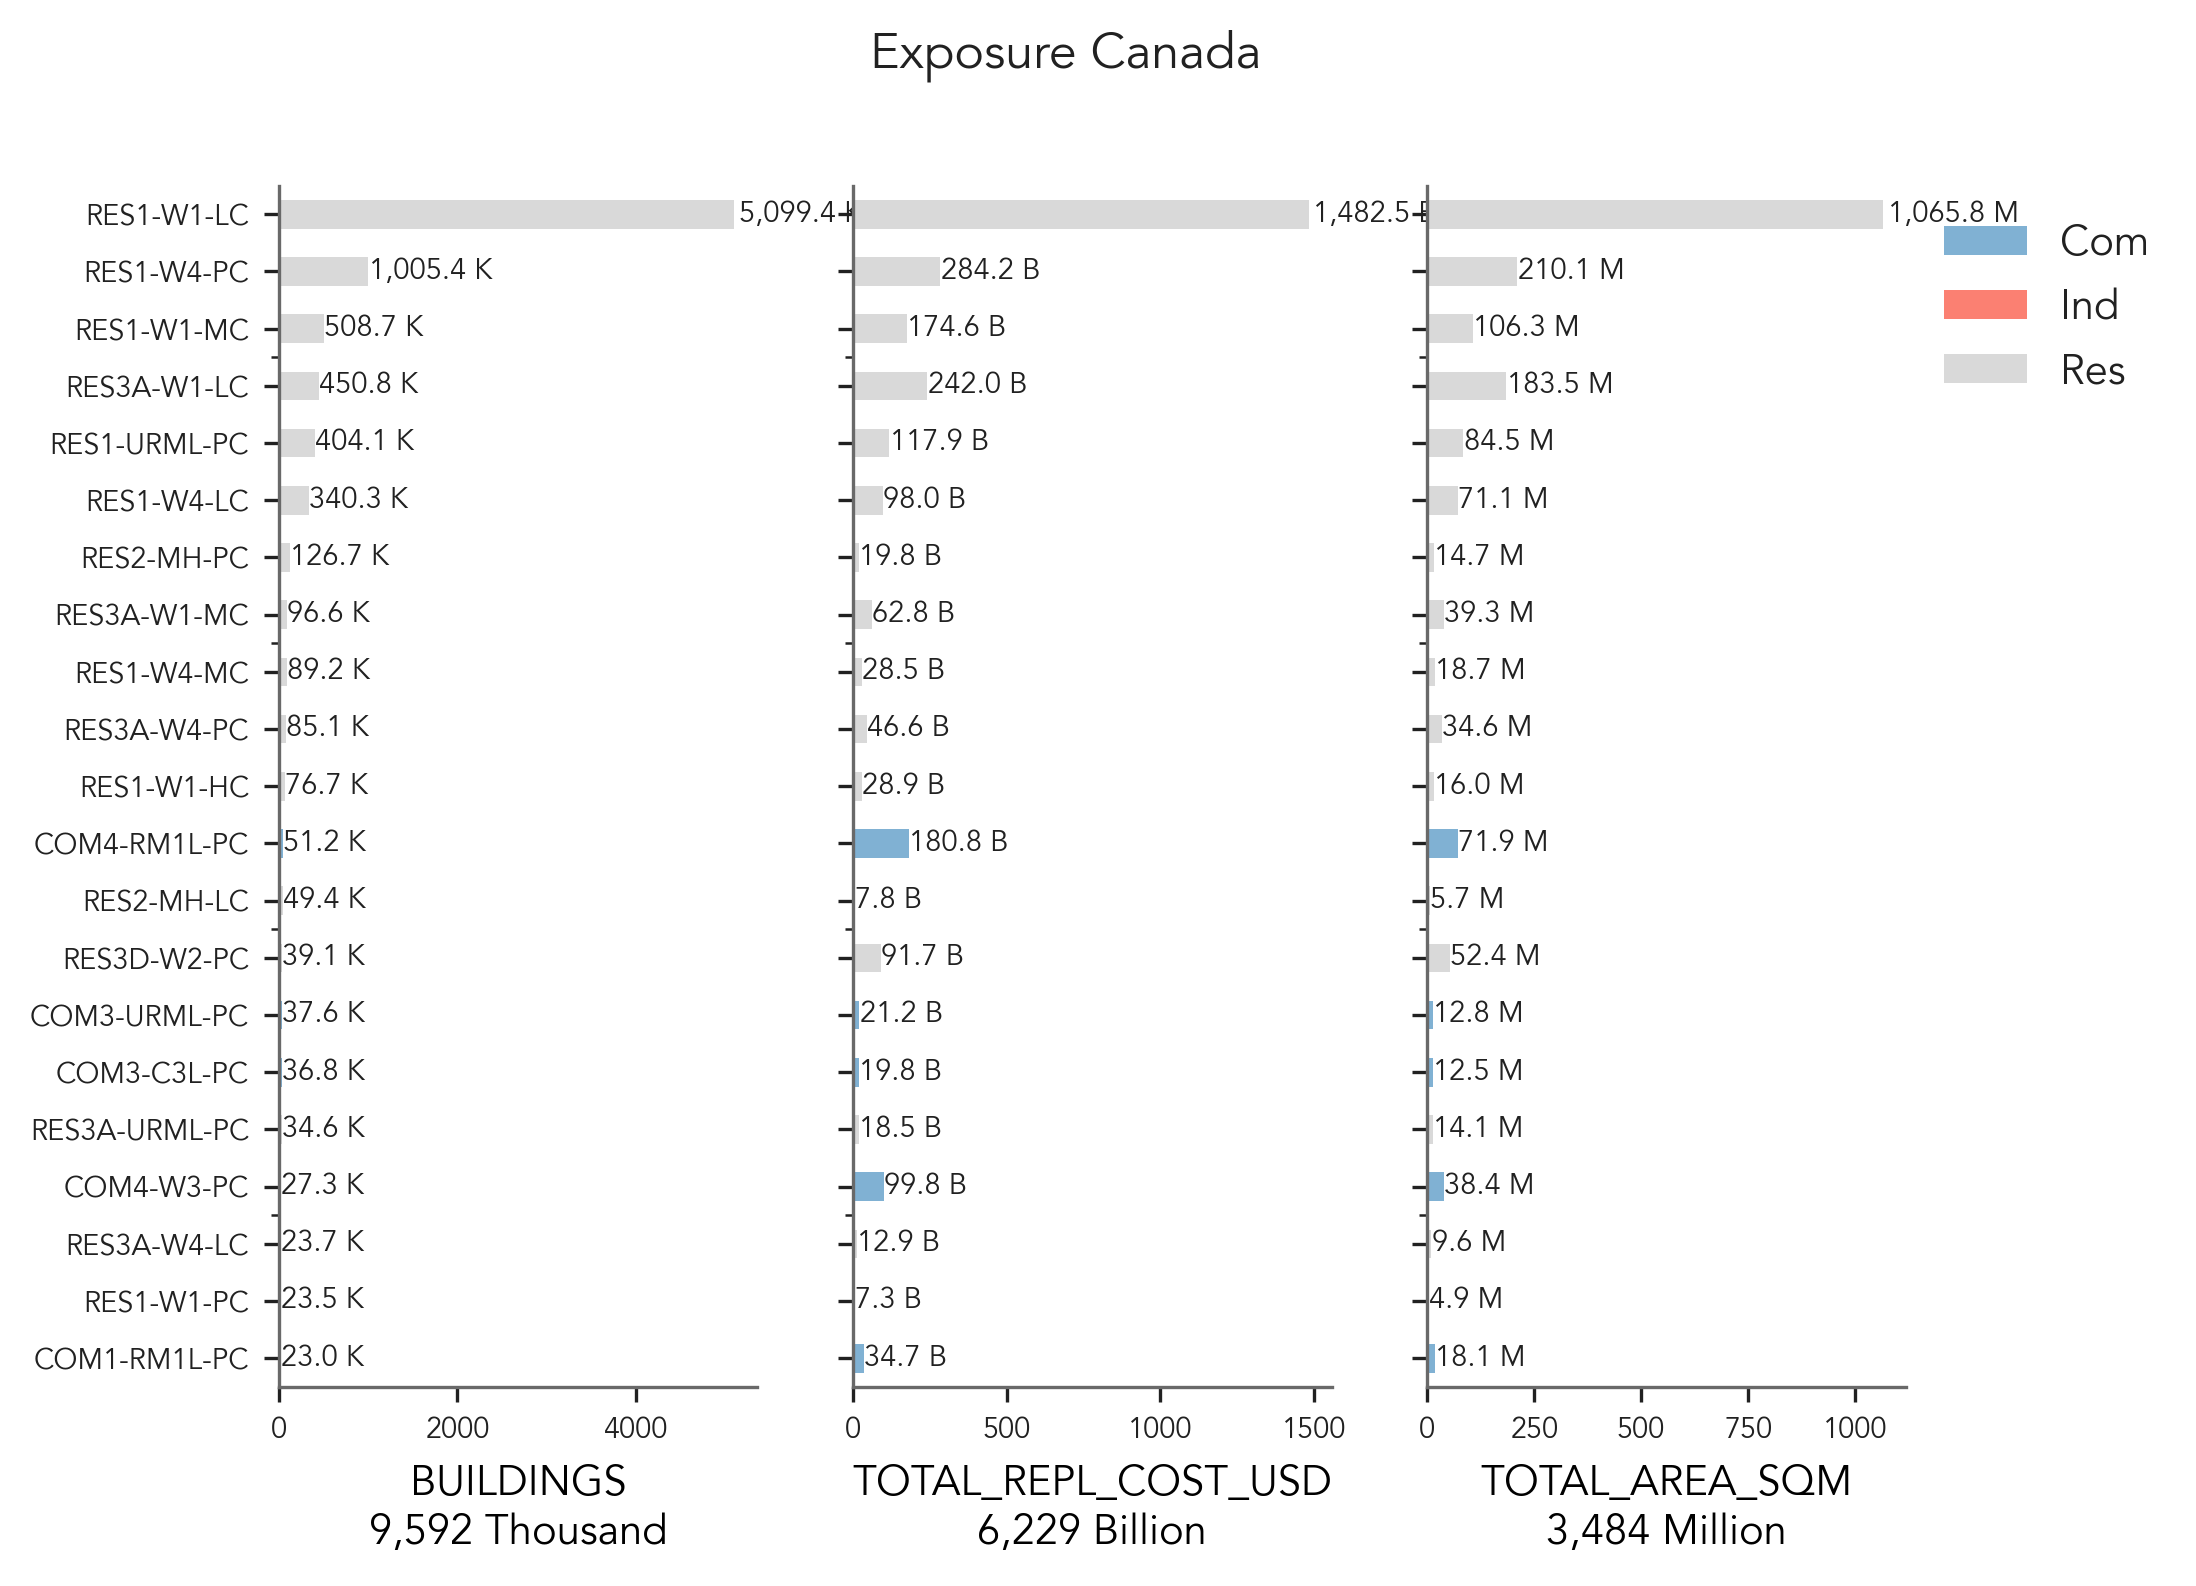 Exposure Canada
RES1-W1-LC 5,099.4 1,482.5 1,065.8 M
RES1-W4-PC 1,005.4 K 284.2 B 210.1 M
RES1-W1-MC 508.7 K 174.6 B 106.3 M
RES3A-W1-LC 450.8 K 242.0 B 183.5 M
RES1-URML-PC 404.1 K 117.9 B 84.5 M
RES1-W4-LC 340.3 K 98.0 B 71.1 M
RES2-MH-PC 126.7 K 19.8 B 14.7 M
RES3A-W1-MC 96.6 K 62.8 B 39.3 M
RES1-W4-MC 89.2 K 28.5 B 18.7 M
RES3A-W4-PC 85.1 K 46.6 B 34.6 M
RES1-W1-HC 76.7 K 28.9 B 16.0 M
COM4-RM1L-PC 51.2 K 180.8 B 71.9 M
RES2-MH-LC 49.4 K 7.8 B 5.7 M
RES3D-W2-PC 39.1 K 91.7 B 52.4 M
COM3-URML-PC 37.6 K 21.2 B 12.8 M
COM3-C3L-PC 36.8 K 19.8 B 12.5 M
RES3A-URML-PC 34.6 K 18.5 B 14.1 M
COM4-W3-PC 27.3 K 99.8 B 38.4 M
RES3A-W4-LC 23.7 K 12.9 B 9.6 M
RES1-W1-PC 23.5 K 7.3 B 4.9 M
COM1-RM1L-PC 23.0 K 34.7 B 18.1 M
0 2000 4000 0 500 1000 1500 0 250 500 750 1000
BUILDINGS TOTAL_REPL_COST_USD TOTAL_AREA_SQM
9,592 Thousand 6,229 Billion 3,484 Million
Com
Ind
Res